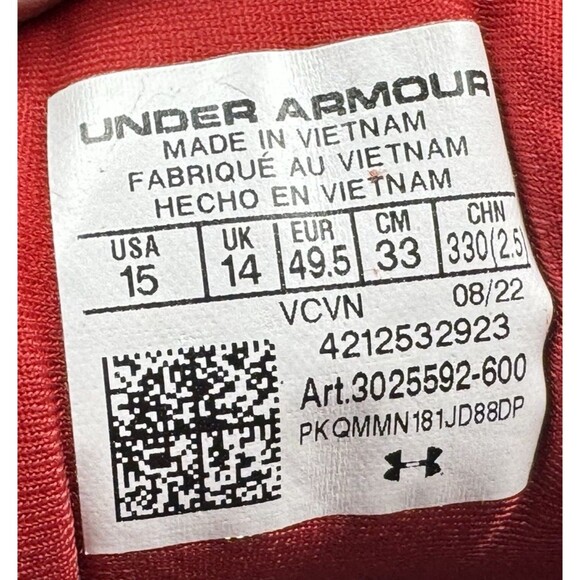 UNDER ARMOUR
MADE IN VIETNAM
FABRIQUÉ AU VIETNAM
HECHO EN VIETNAM
USA UK EUR CM CHN
15 14 49.5 33 330(2.5)
VCVN 08/22
4212532923
Art.3025592-600
PKQMMN181JD88DP